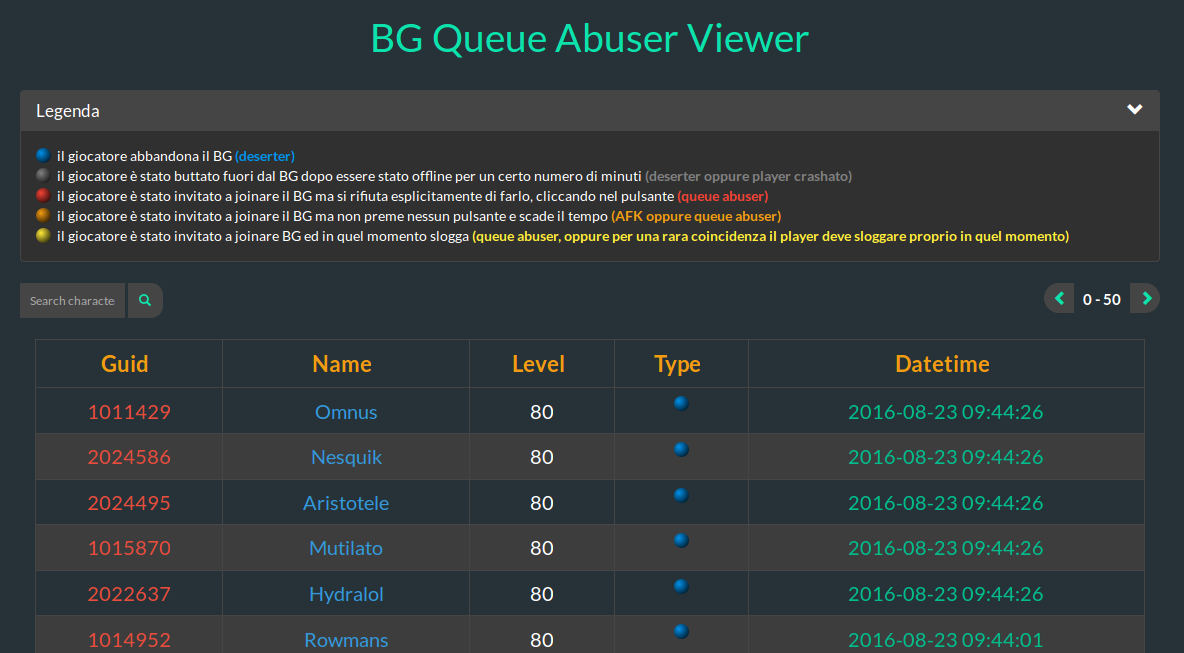 BG Queue Abuser Viewer
Legenda
il giocatore abbandona il BG (deserter)
il giocatore è stato buttato fuori dal BG dopo essere stato offline per un certo numero di minuti (deserter oppure player crashato)
il giocatore è stato invitato a joinare il BG ma si rifiuta esplicitamente di farlo, cliccando nel pulsante (queue abuser)
il giocatore è stato invitato a joinare il BG ma non preme nessun pulsante e scade il tempo (AFK oppure queue abuser)
il giocatore è stato invitato a joinare BG ed in quel momento slogga (queue abuser, oppure per una rara coincidenza il player deve sloggare proprio in quel momento)
Search characte 0 - 50
Guid Name Level Type Datetime
1011429 Omnus 80 2016-08-23 09:44:26
2024586 Nesquik 80 2016-08-23 09:44:26
2024495 Aristotele 80 2016-08-23 09:44:26
1015870 Mutilato 80 2016-08-23 09:44:26
2022637 Hydralol 80 2016-08-23 09:44:26
1014952 Rowmans 80 2016-08-23 09:44:01